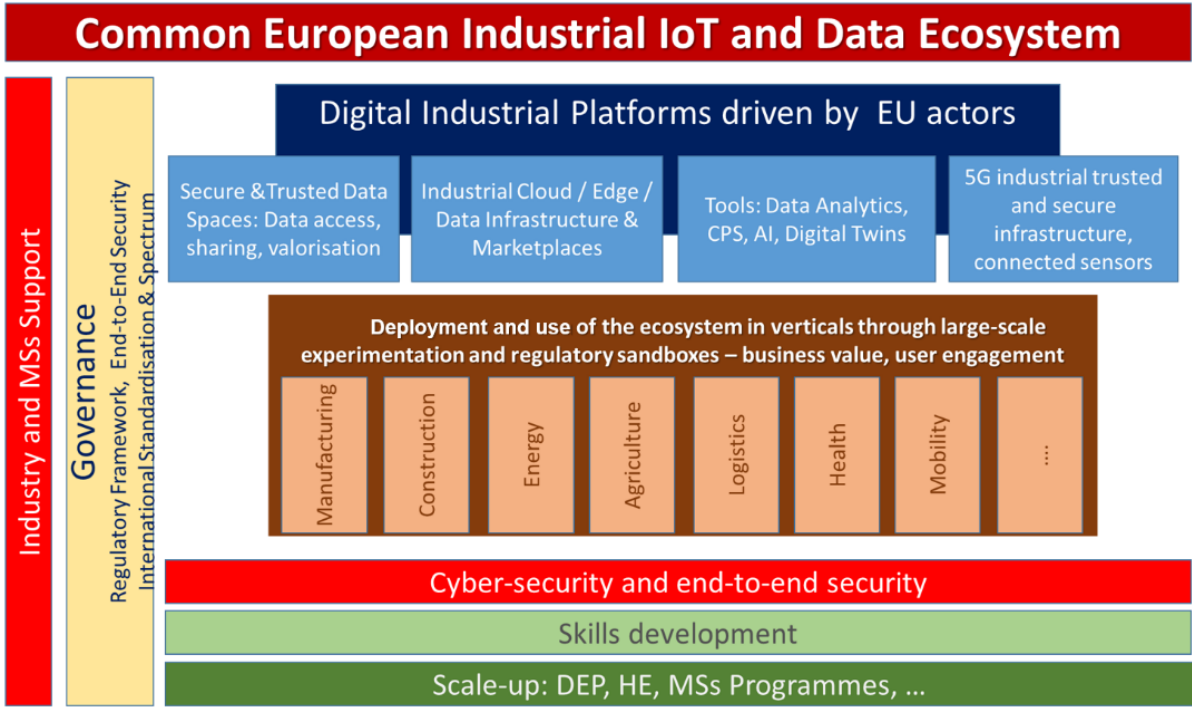 Common European Industrial IoT and Data Ecosystem
Industry and MSs Support
Governance
Regulatory Framework, End-to-End Security
International Standardisation & Spectrum
Digital Industrial Platforms driven by EU actors
Secure &Trusted Data
Spaces: Data access,
sharing, valorisation
Industrial Cloud / Edge /
Data Infrastructure &
Marketplaces
Tools: Data Analytics,
CPS, AI, Digital Twins
5G industrial trusted
and secure
infrastructure,
connected sensors
Deployment and use of the ecosystem in verticals through large-scale
experimentation and regulatory sandboxes – business value, user engagement
Manufacturing
Construction
Energy
Agriculture
Logistics
Health
Mobility
....
Cyber-security and end-to-end security
Skills development
Scale-up: DEP, HE, MSs Programmes, ...